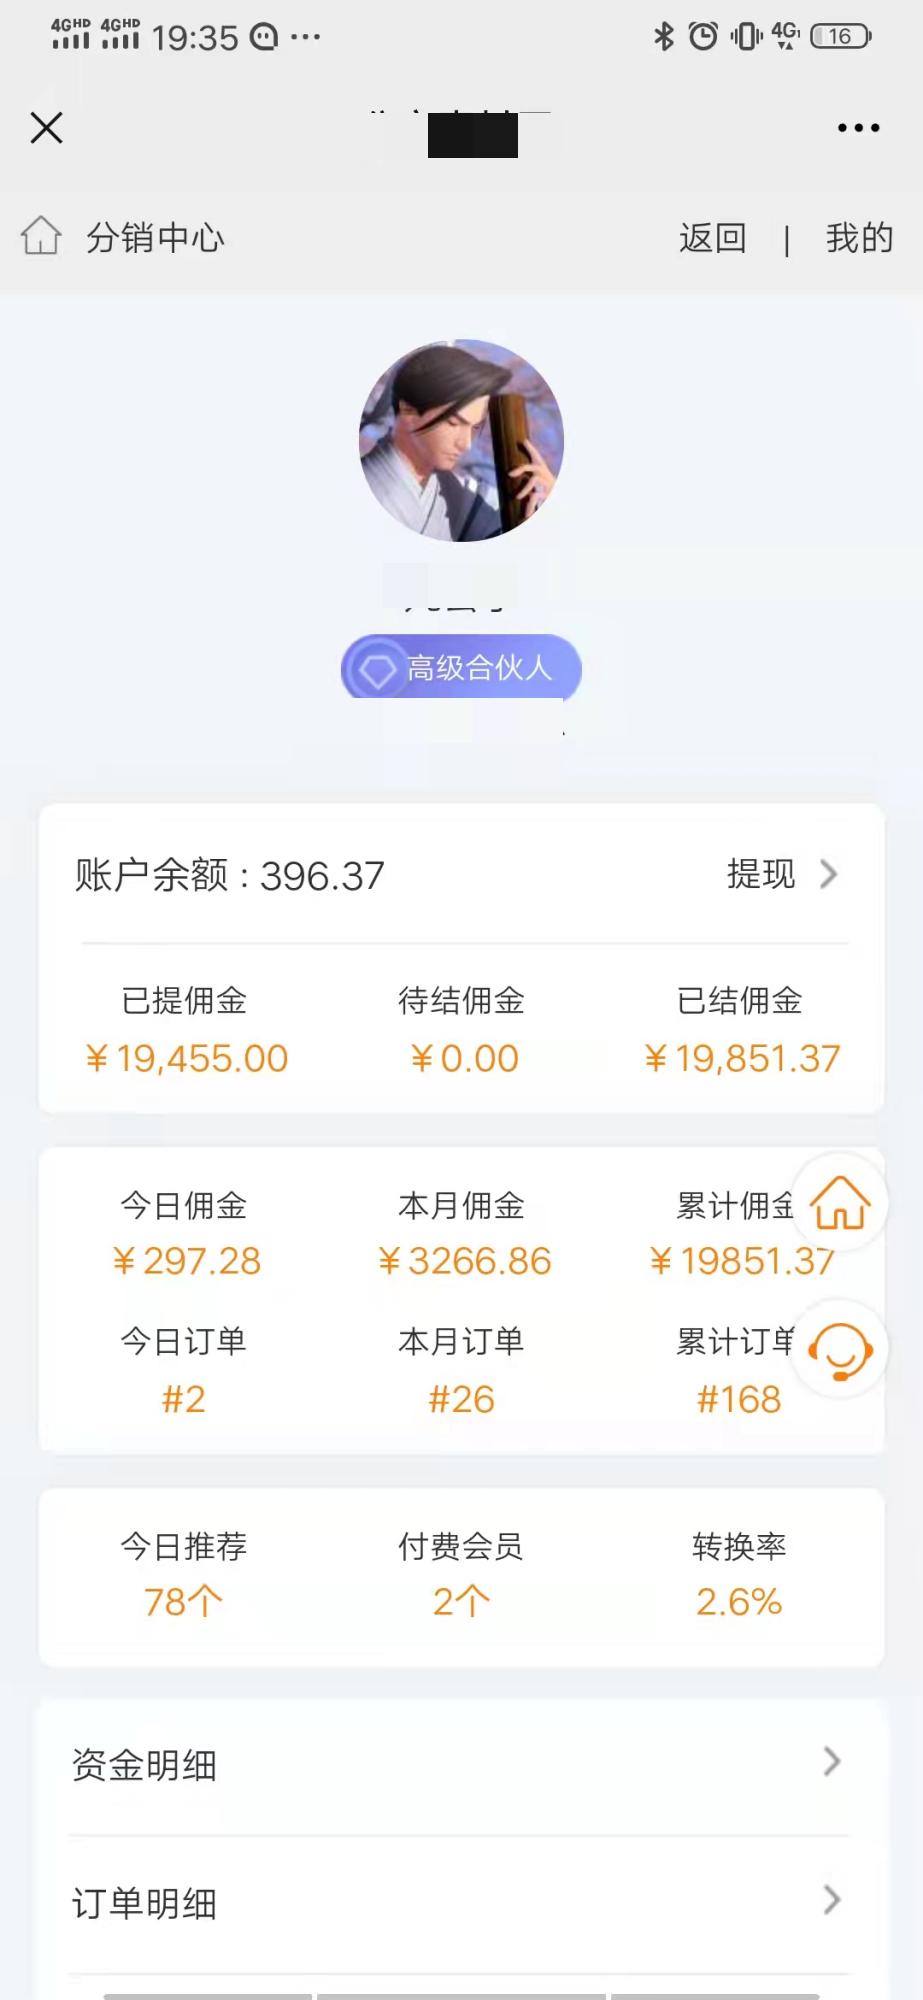 4GHD 4GHD 19:35 4G 16
分销中心 返回 | 我的
高级合伙人
账户余额：396.37 提现
已提佣金 待结佣金 已结佣金
¥19,455.00 ¥0.00 ¥19,851.37
今日佣金 本月佣金 累计佣金
¥297.28 ¥3266.86 ¥19851.37
今日订单 本月订单 累计订单
#2 #26 #168
今日推荐 付费会员 转换率
78个 2个 2.6%
资金明细
订单明细